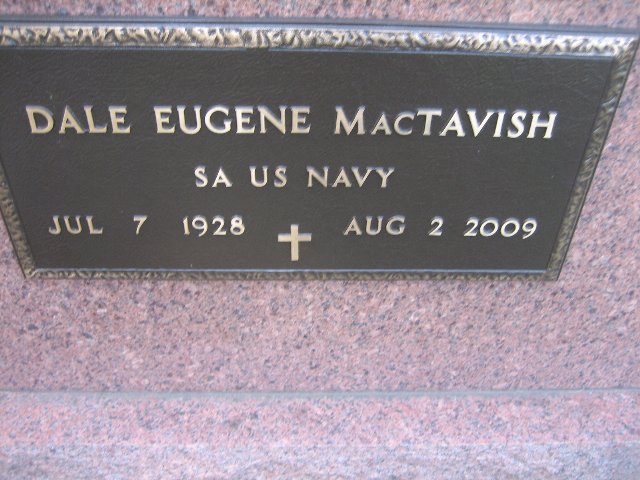 DALE EUGENE MACTAVISH
SA US NAVY
JUL 7 1928 AUG 2 2009